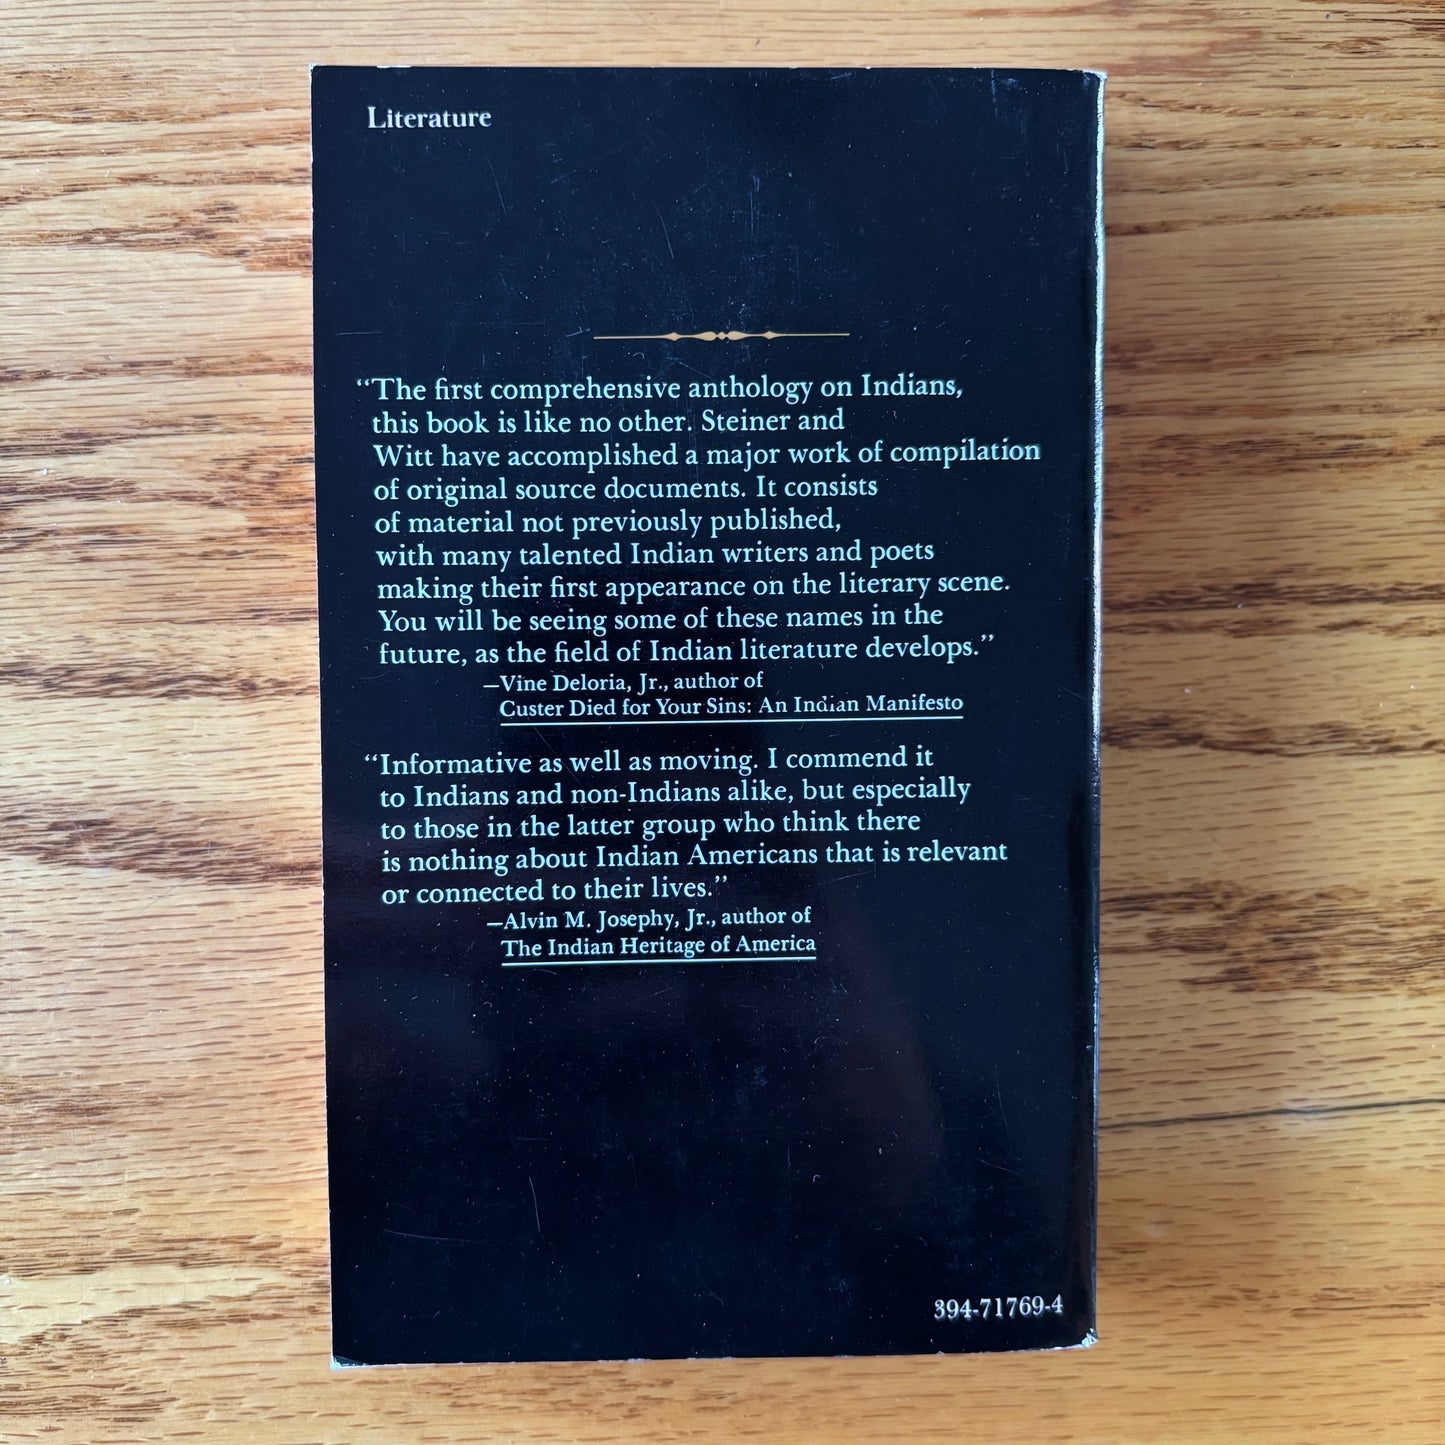 Literature
“The first comprehensive anthology on Indians,
this book is like no other. Steiner and
Witt have accomplished a major work of compilation
of original source documents. It consists
of material not previously published,
with many talented Indian writers and poets
making their first appearance on the literary scene.
You will be seeing some of these names in the
future, as the field of Indian literature develops.”
—Vine Deloria, Jr., author of
Custer Died for Your Sins: An Indian Manifesto
“Informative as well as moving. I commend it
to Indians and non-Indians alike, but especially
to those in the latter group who think there
is nothing about Indian Americans that is relevant
or connected to their lives.”
—Alvin M. Josephy, Jr., author of
The Indian Heritage of America
394-71769-4